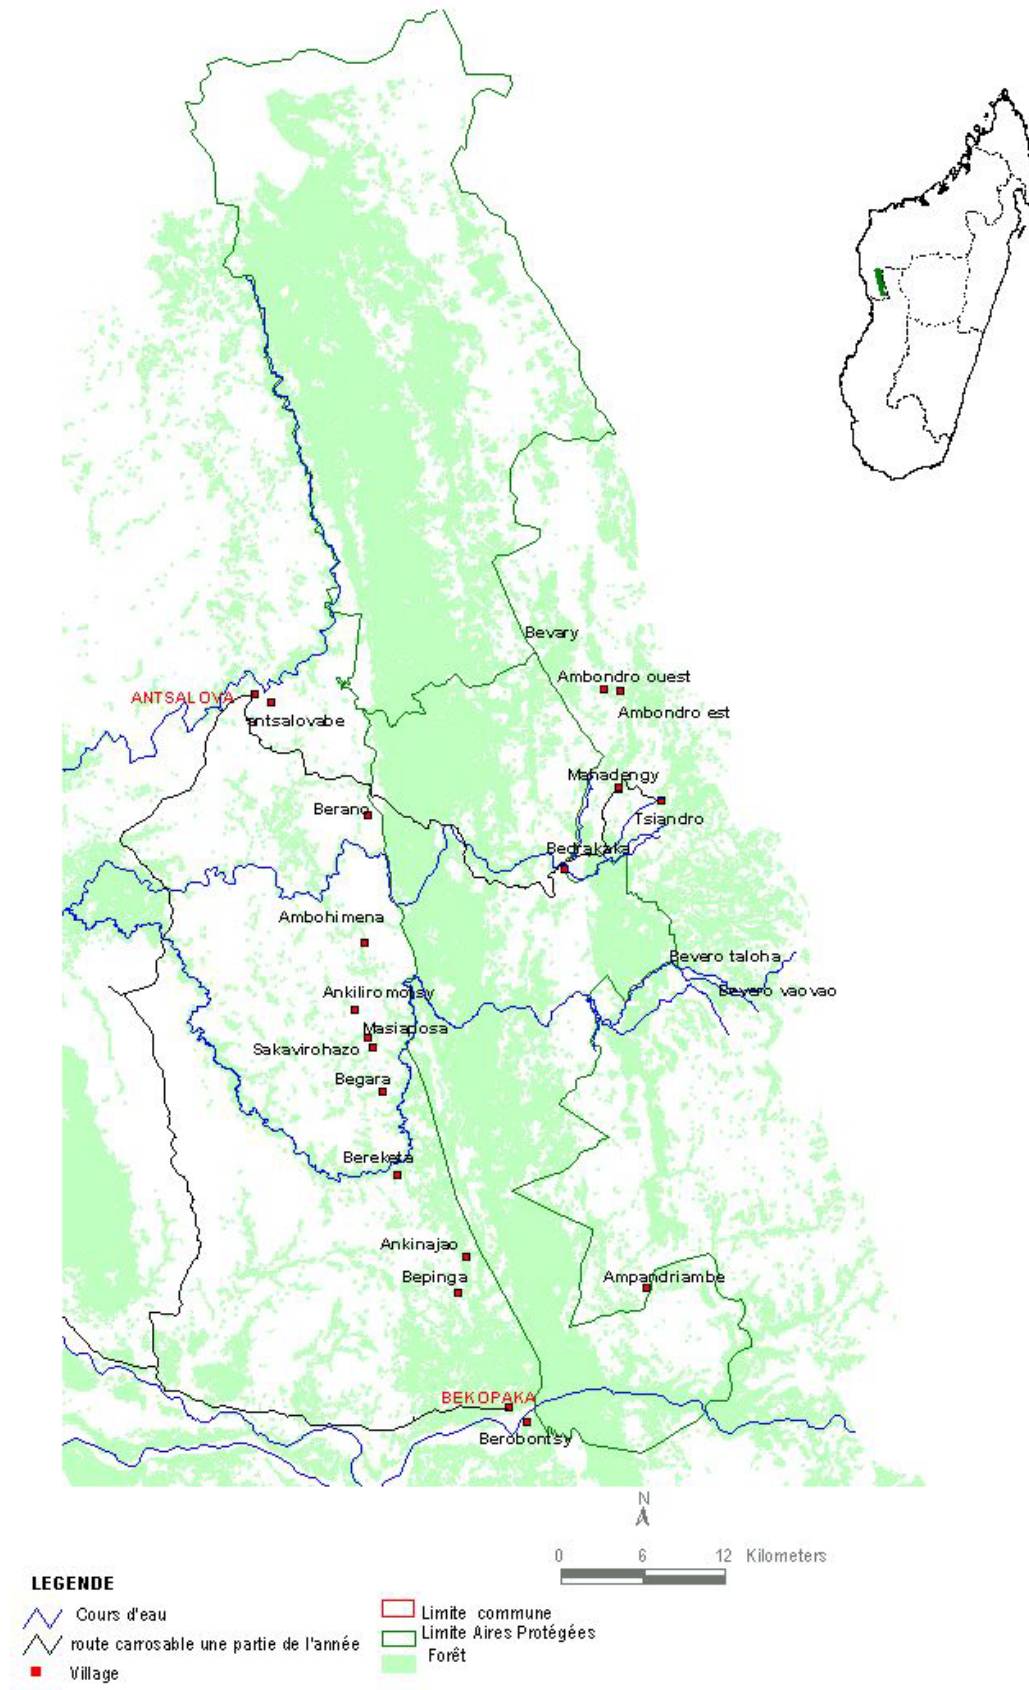 Bevary
Ambondro ouest
Ambondro est
ANTSALOVA
antsalovabe
Mahadengy
Berano
Tsiandro
Bedrakaka
Ambohimena
Bevero taloha
Ankiliromotsy
Bevero vaovao
Masiaposa
Sakavirohazo
Begara
Bereketa
Ankinajao
Bepinga
Ampandriambe
BEKOPAKA
Berobontsy
N
0 6 12 Kilometers
LEGENDE
Cours d'eau
route carrosable une partie de l'année
Village
Limite commune
Limite Aires Protégées
Forêt